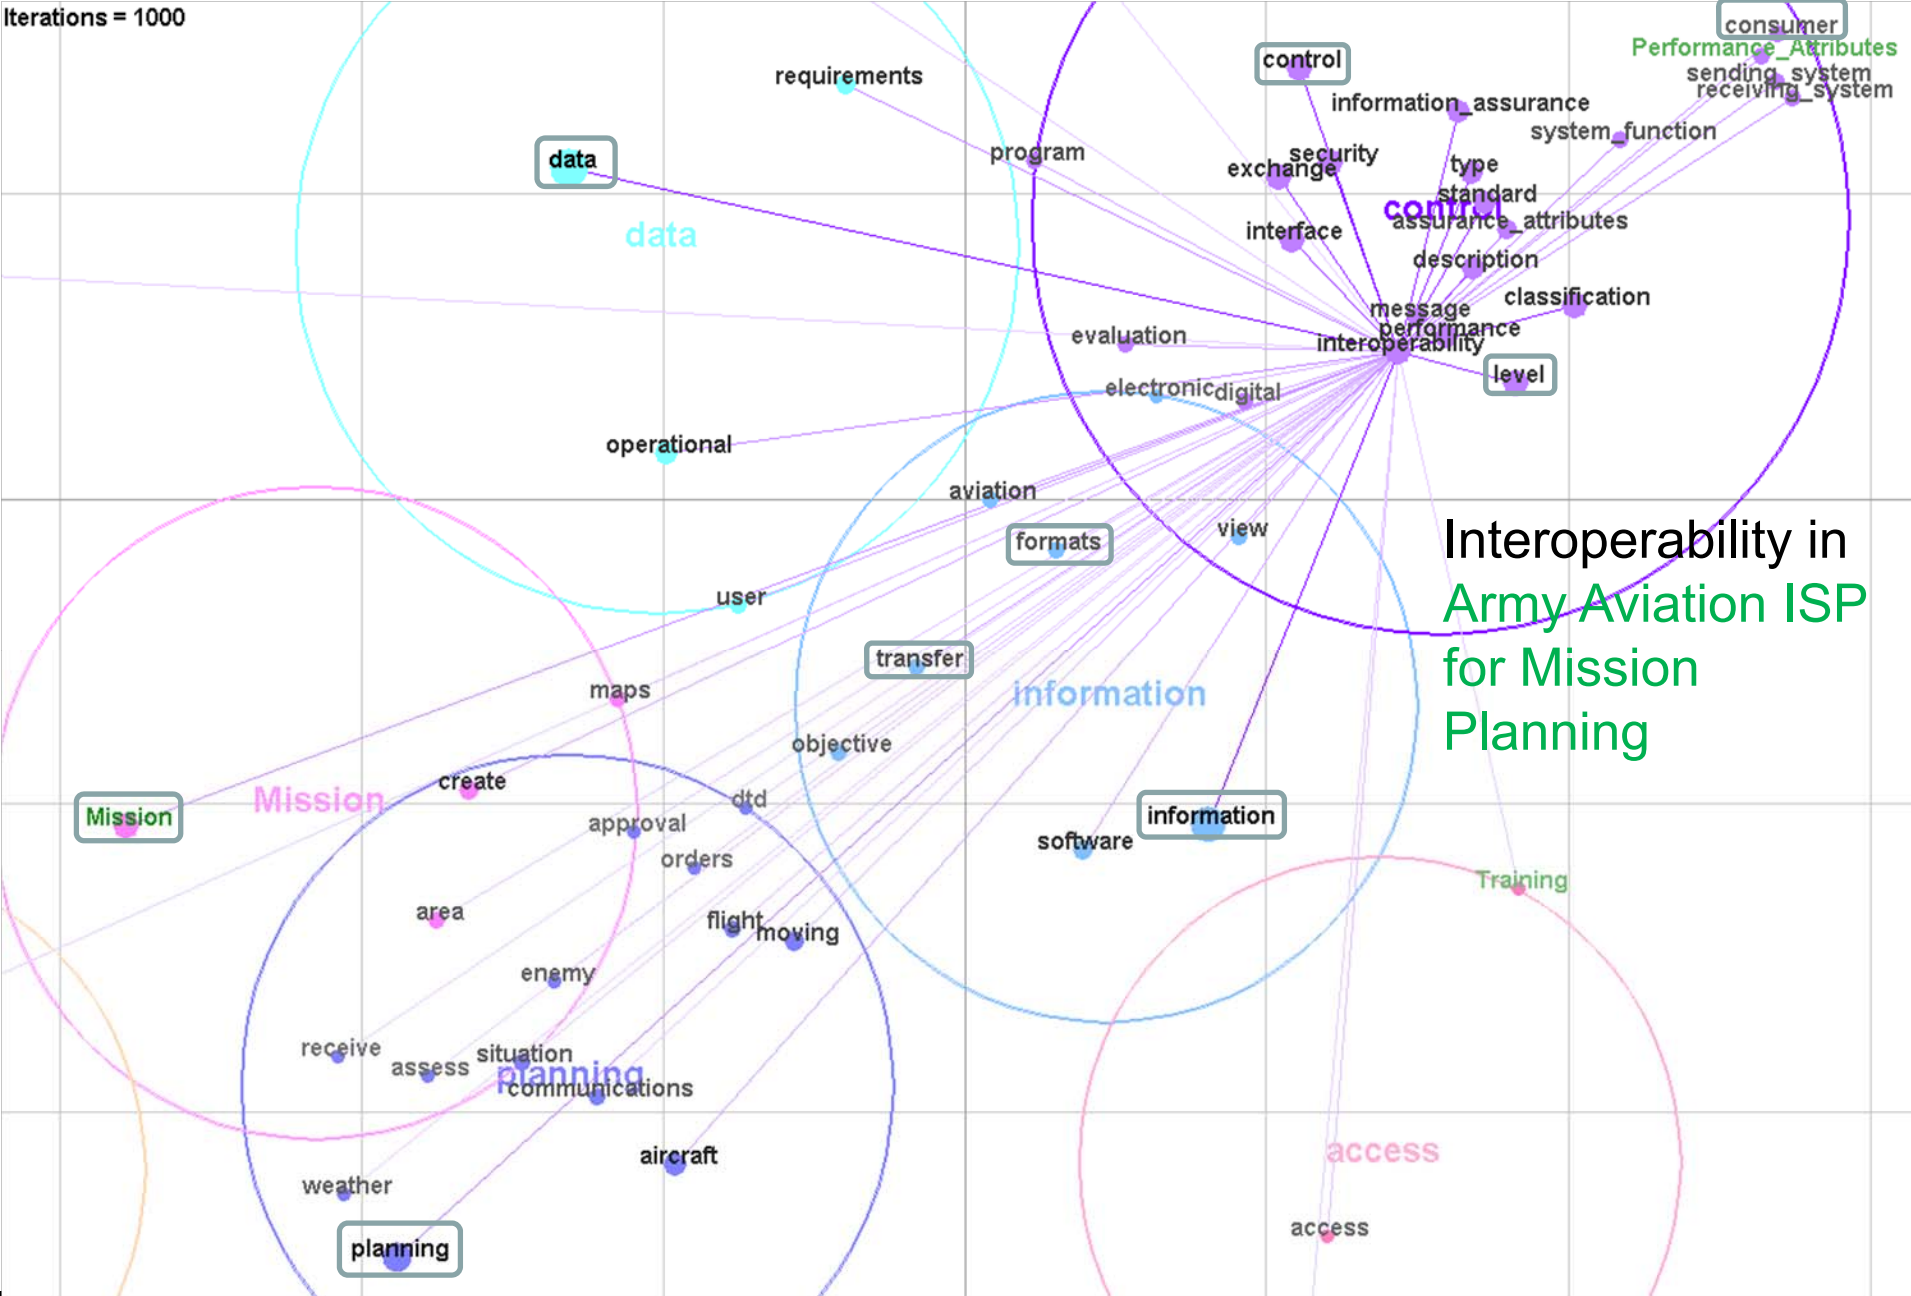 Iterations = 1000
consumer
Performance_Attributes
control
sending_system
requirements
receiving_system
information_assurance
system_function
program
security
data
exchange
type
standard
control
assurance_attributes
interface
data
description
classification
message
performance
evaluation
interoperability
level
electronic
digital
operational
aviation
view
formats
Interoperability in
Army Aviation ISP
for Mission
Planning
user
transfer
maps
information
objective
create
Mission
dtd
Mission
approval
information
software
orders
Training
area
flight
moving
enemy
receive
situation
assess
planning
communications
aircraft
access
weather
access
planning